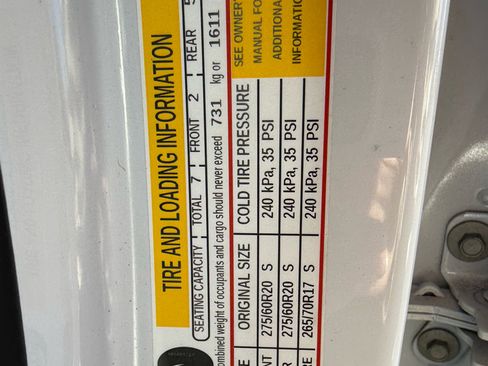 TIRE AND LOADING INFORMATION
SEATING CAPACITY TOTAL 7 FRONT 2 REAR 5
combined weight of occupants and cargo should never exceed 731 kg or 1611
ORIGINAL SIZE COLD TIRE PRESSURE
275/60R20 S 240 kPa, 35 PSI
275/60R20 S 240 kPa, 35 PSI
265/70R17 S 240 kPa, 35 PSI
SEE OWNER
MANUAL FO
ADDITIONA
INFORMATION